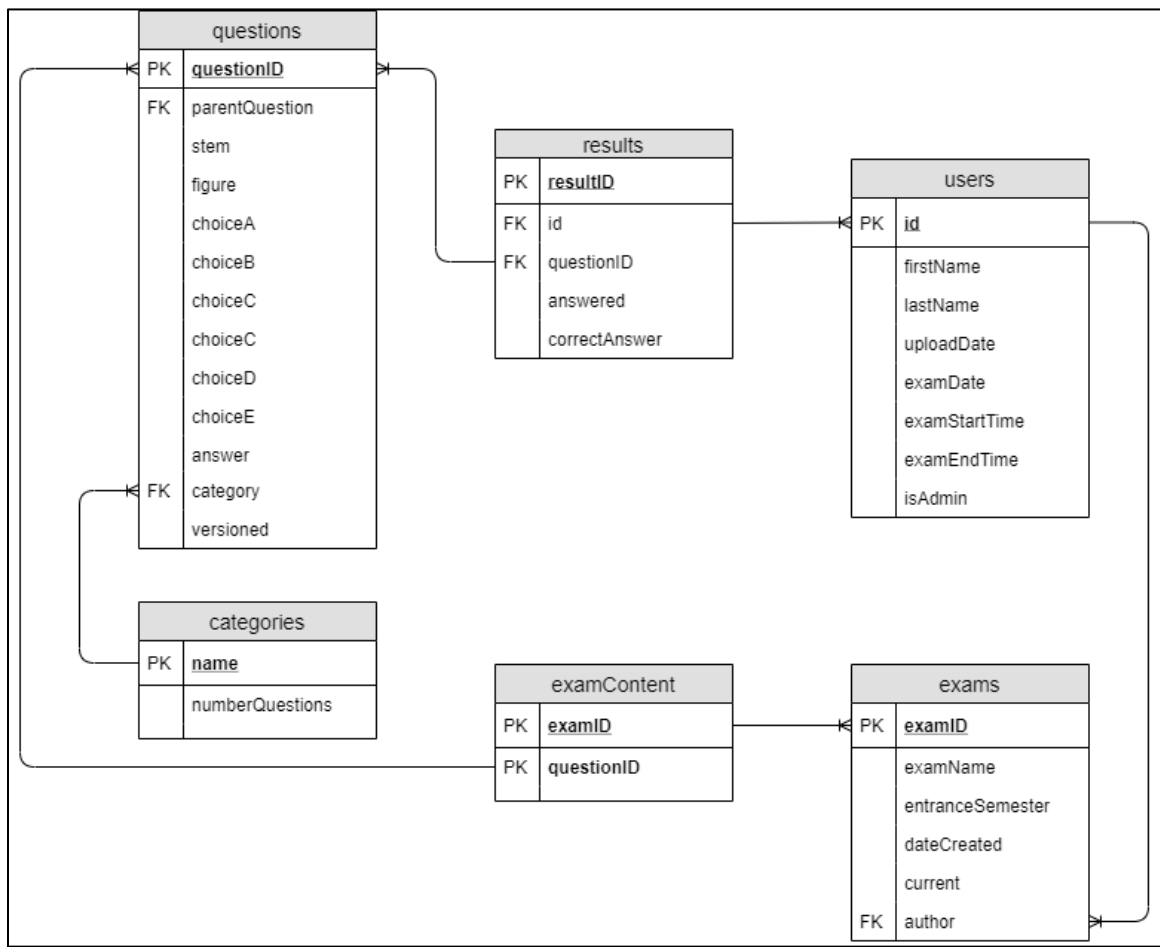 questions
PK questionID
FK parentQuestion
stem
figure
choiceA
choiceB
choiceC
choiceC
choiceD
choiceE
answer
FK category
versioned
results
PK resultID
FK id
FK questionID
answered
correctAnswer
users
PK id
firstName
lastName
uploadDate
examDate
examStartTime
examEndTime
isAdmin
categories
PK name
numberQuestions
examContent
PK examID
PK questionID
exams
PK examID
examName
entranceSemester
dateCreated
current
FK author